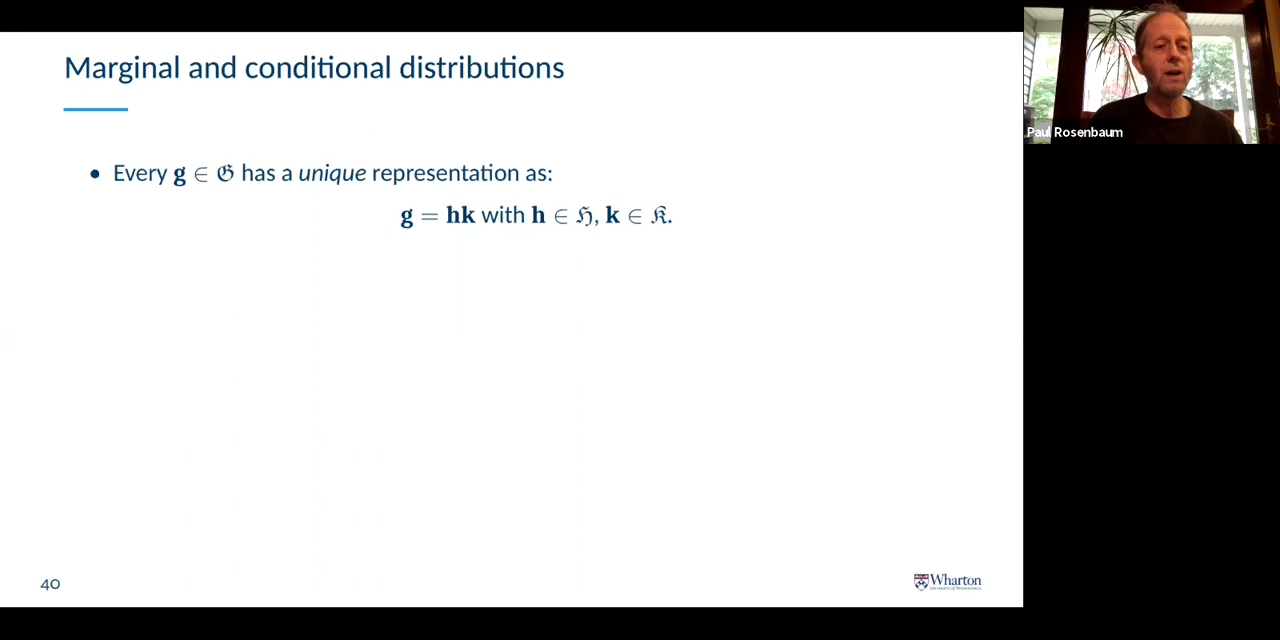 Marginal and conditional distributions
• Every g ∈ 𝔊 has a unique representation as:
g = hk with h ∈ ℌ, k ∈ 𝔎.
40
Wharton
Paul Rosenbaum